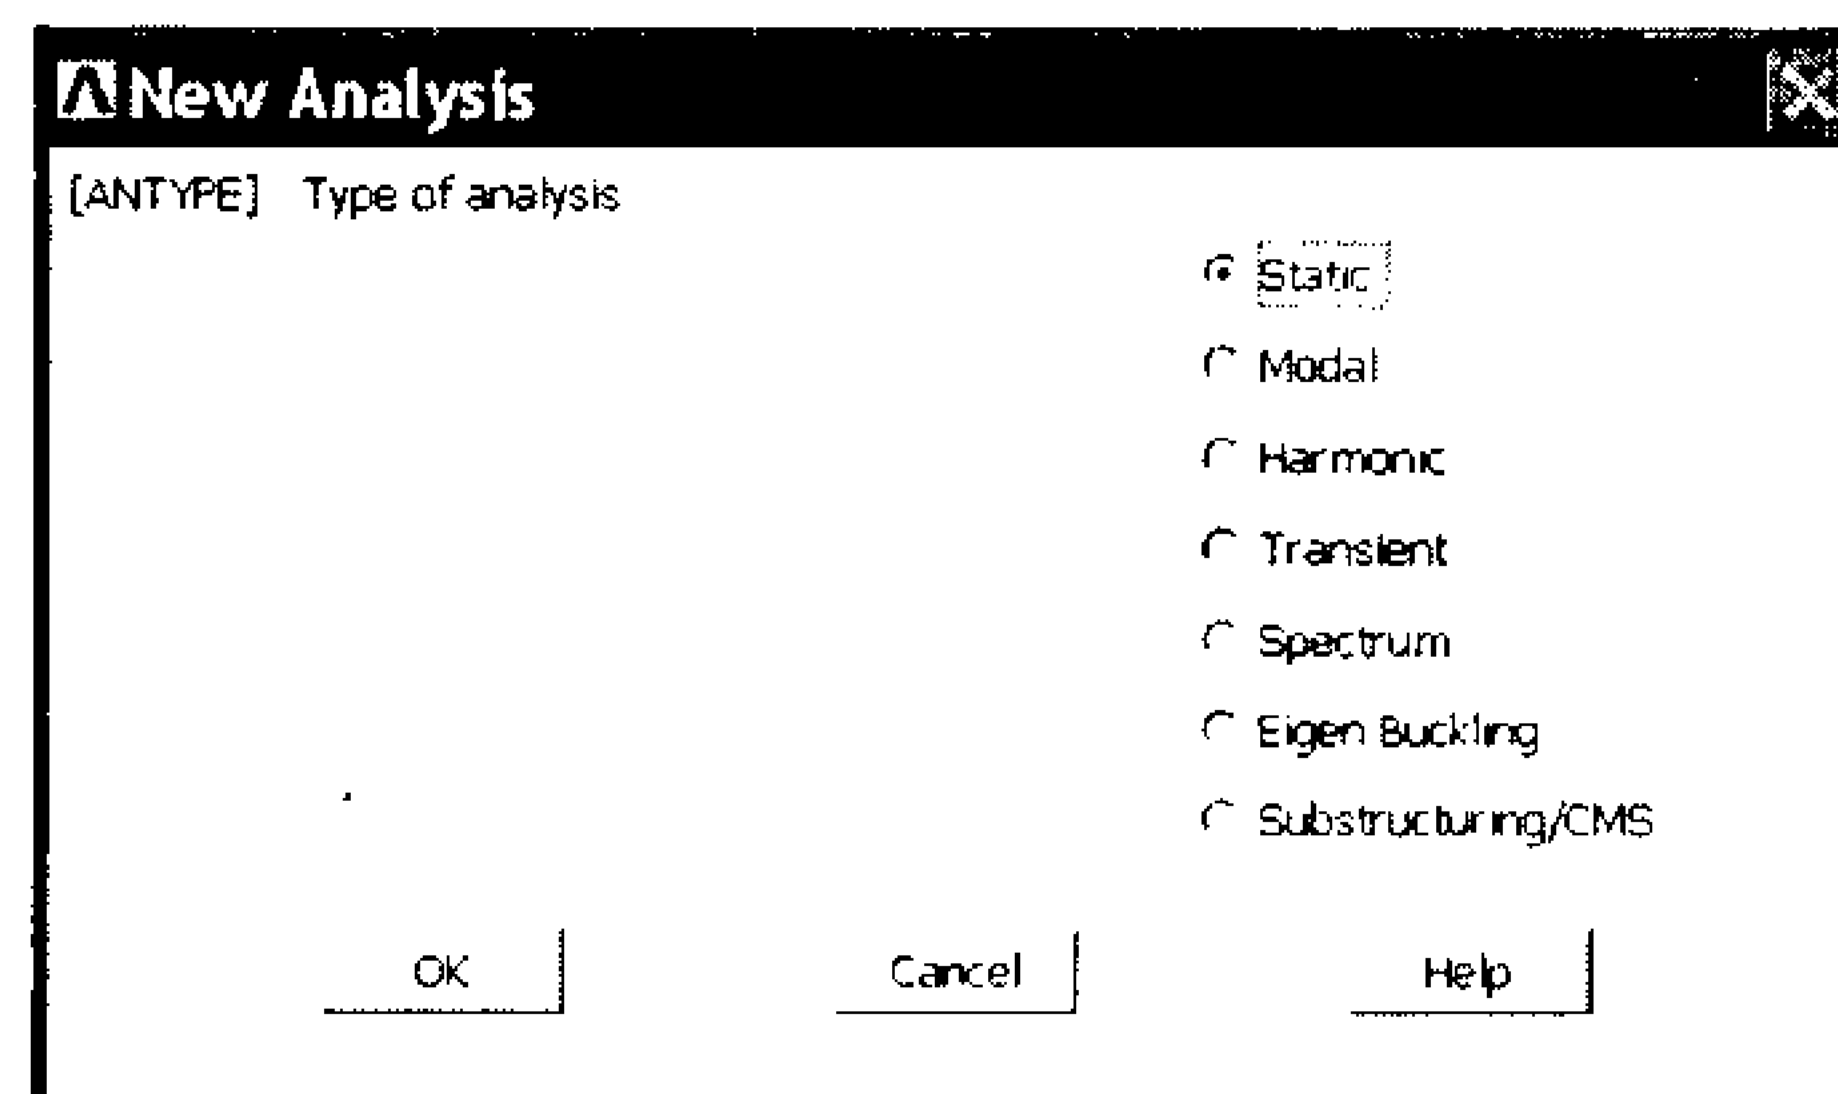 New Analysis
[ANTYPE] Type of analysis
Static
Modal
Harmonic
Transient
Spectrum
Eigen Buckling
Substructuring/CMS
OK Cancel Help